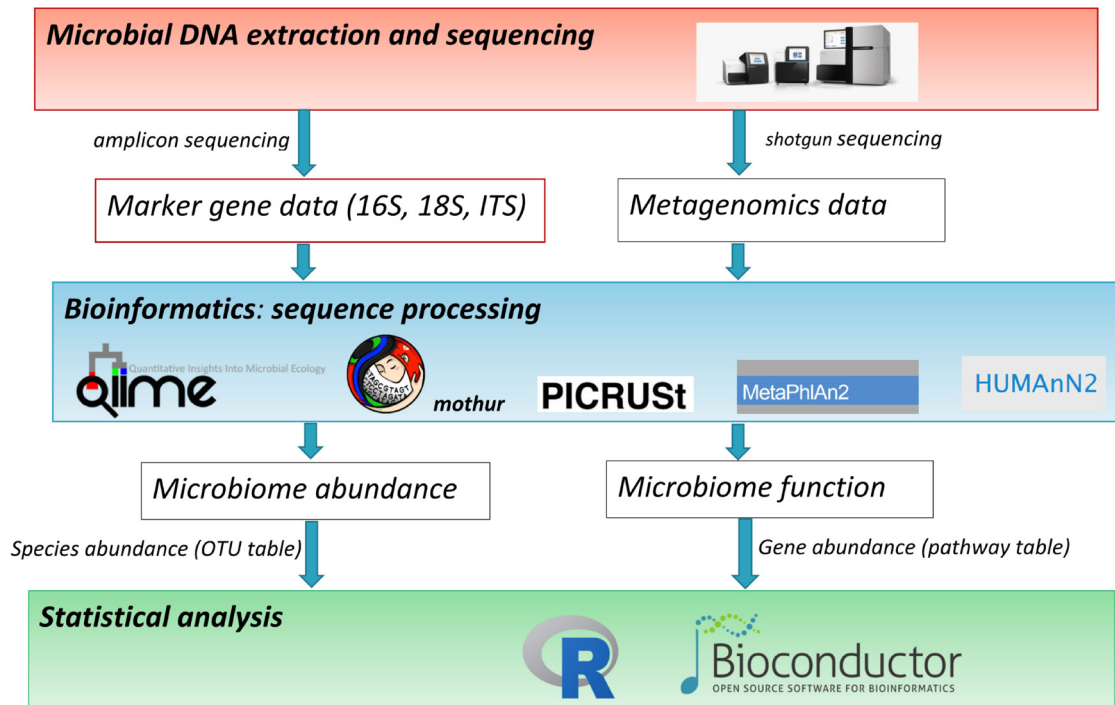 Microbial DNA extraction and sequencing
amplicon sequencing
shotgun sequencing
Marker gene data (16S, 18S, ITS)
Metagenomics data
Bioinformatics: sequence processing
Quantitative Insights Into Microbial Ecology
QIIME
TAGCGTAGT
mothur
PICRUSt
MetaPhlAn2
HUMAnN2
Microbiome abundance
Microbiome function
Species abundance (OTU table)
Gene abundance (pathway table)
Statistical analysis
R
Bioconductor
OPEN SOURCE SOFTWARE FOR BIOINFORMATICS